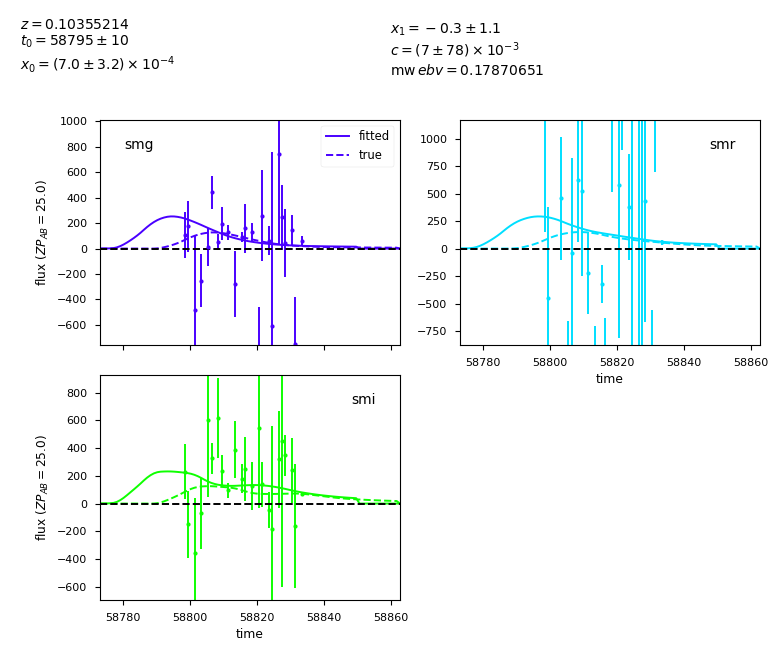 z = 0.10355214
t₀ = 58795 ± 10
x₀ = (7.0 ± 3.2) × 10⁻⁴
x₁ = − 0.3 ± 1.1
c = (7 ± 78) × 10⁻³
mw ebv = 0.17870651
smg
fitted
true
1000
800
600
400
200
0
−200
−400
−600
flux (ZP_AB = 25.0)
smr
1000
750
500
250
0
−250
−500
−750
58780 58800 58820 58840 58860
time
smi
800
600
400
200
0
−200
−400
−600
flux (ZP_AB = 25.0)
58780 58800 58820 58840 58860
time